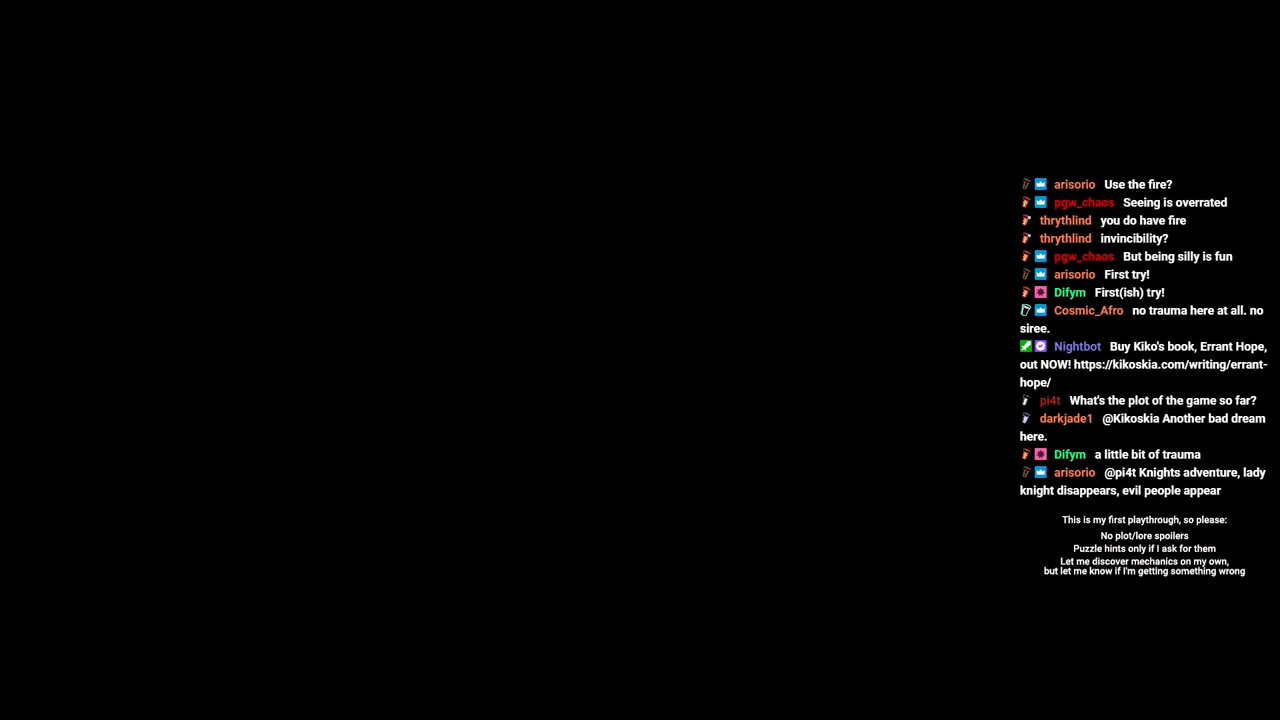 arisorio Use the fire?
pgw_chaos Seeing is overrated
thrythlind you do have fire
thrythlind invincibility?
pgw_chaos But being silly is fun
arisorio First try!
Difym First(ish) try!
Cosmic_Afro no trauma here at all. no
siree.
Nightbot Buy Kiko's book, Errant Hope,
out NOW! https://kikoskia.com/writing/errant-
hope/
pi4t What's the plot of the game so far?
darkjade1 @Kikoskia Another bad dream
here.
Difym a little bit of trauma
arisorio @pi4t Knights adventure, lady
knight disappears, evil people appear
This is my first playthrough, so please:
No plot/lore spoilers
Puzzle hints only if I ask for them
Let me discover mechanics on my own,
but let me know if I'm getting something wrong